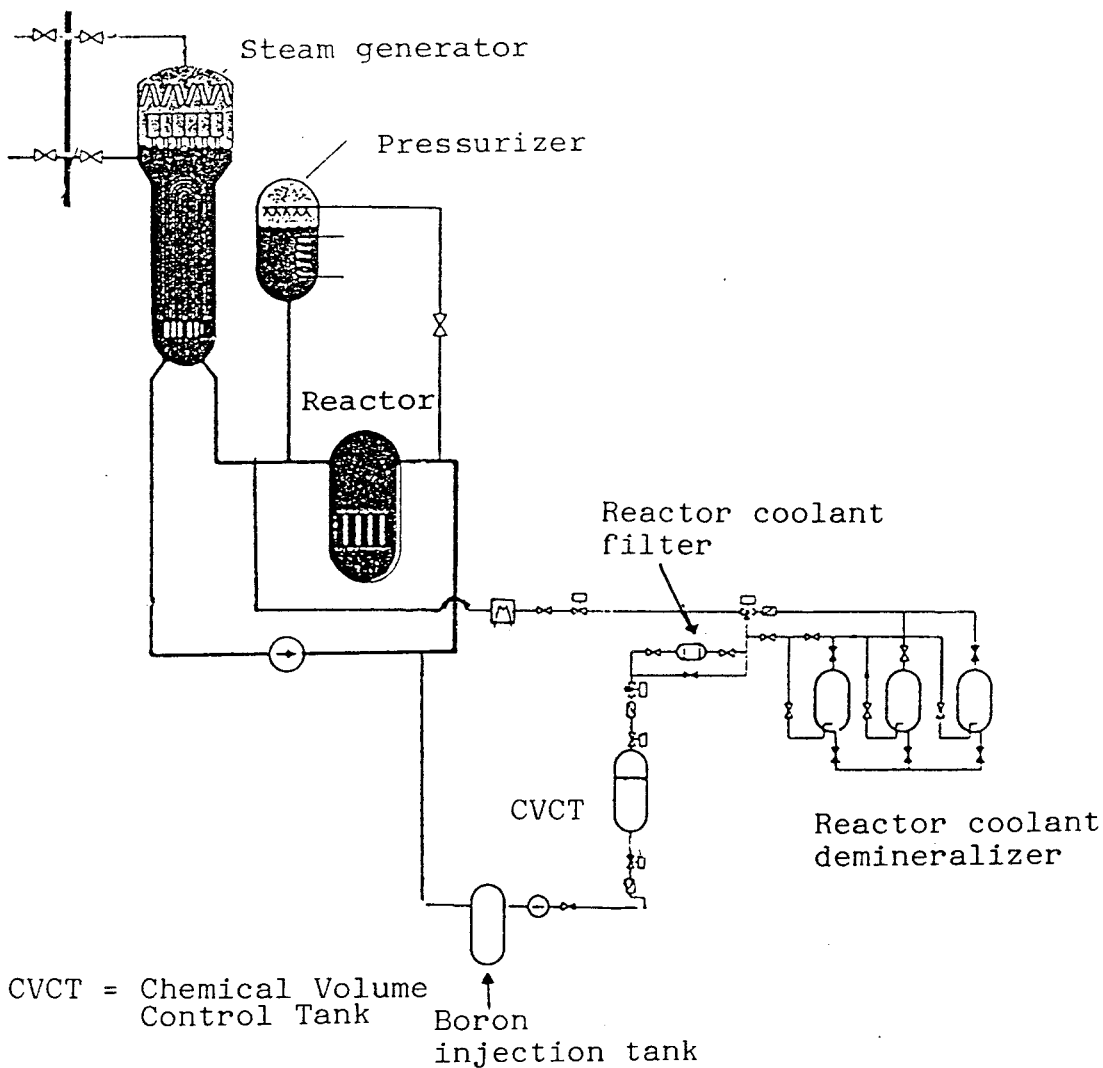 Steam generator
Pressurizer
Reactor
Reactor coolant
filter
CVCT
Reactor coolant
demineralizer
CVCT = Chemical Volume
Control Tank
Boron
injection tank